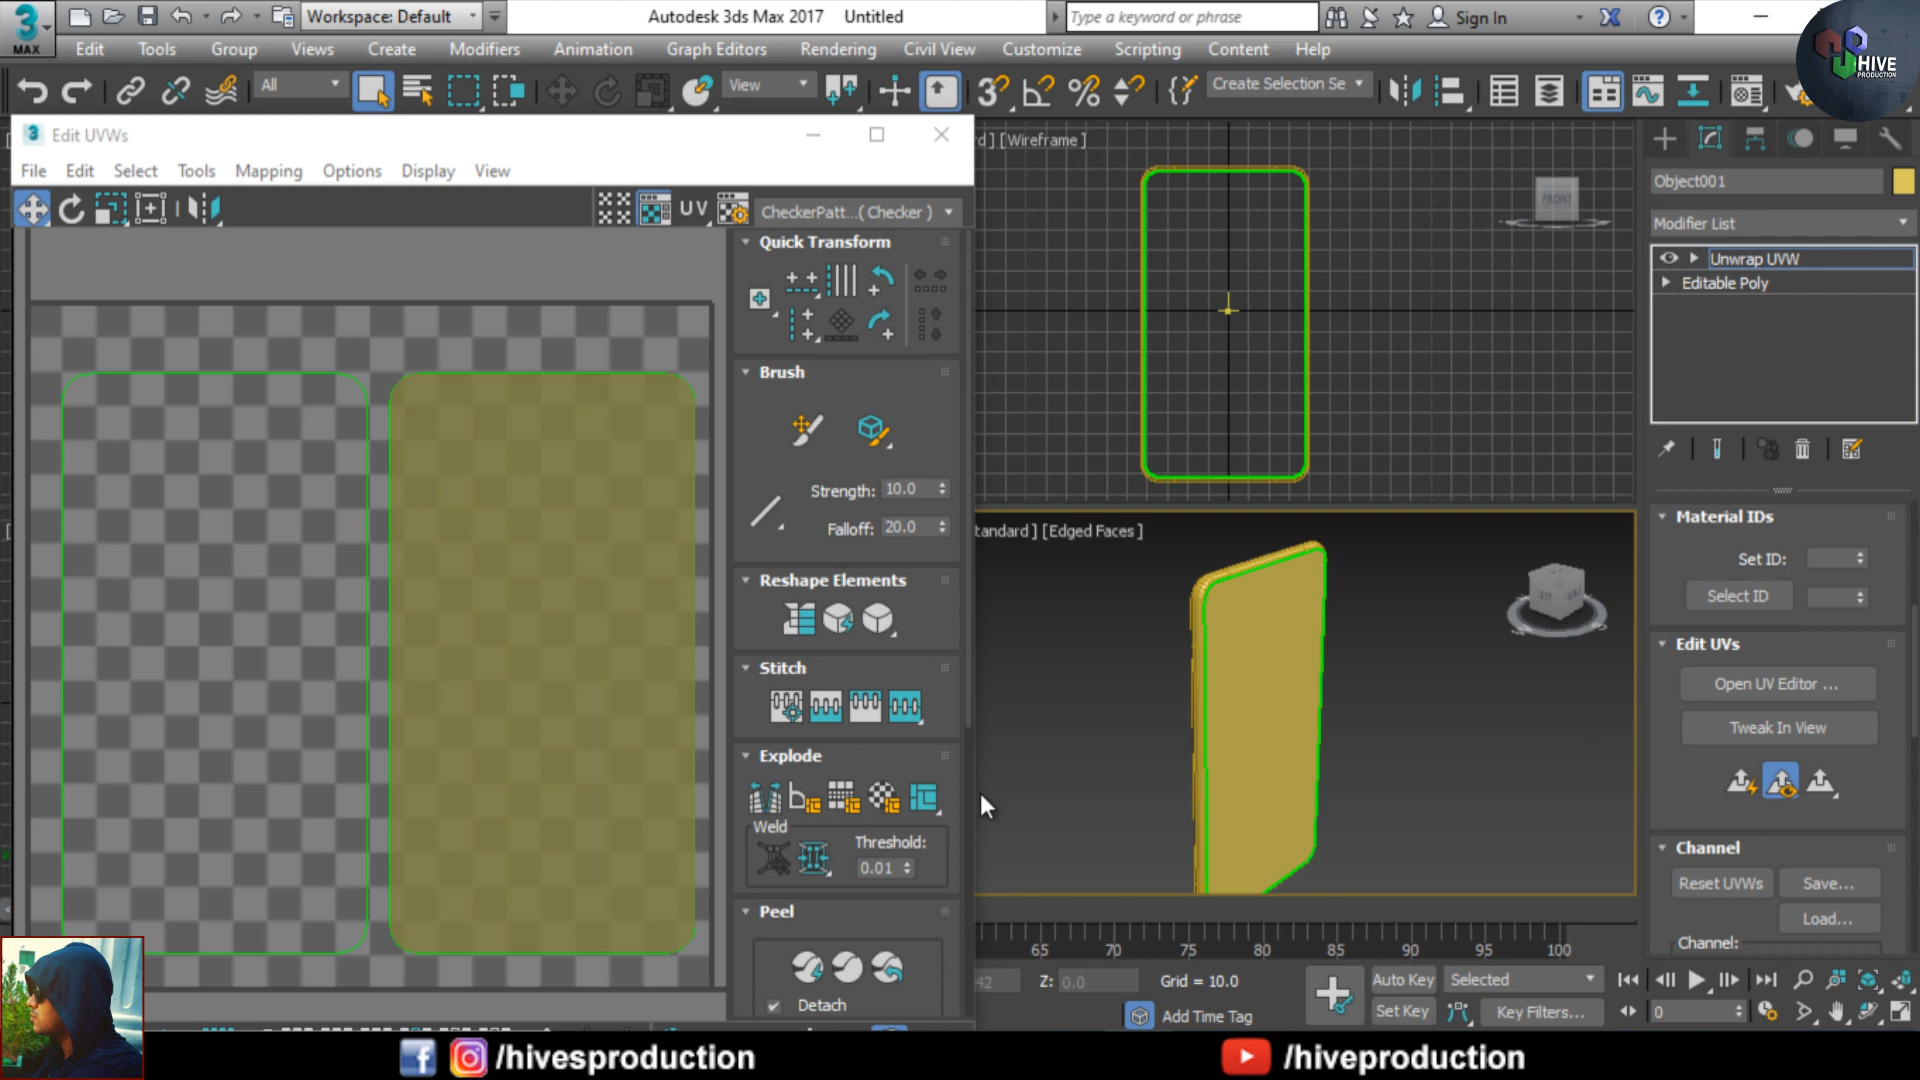 3
MAX
Workspace: Default
Autodesk 3ds Max 2017 Untitled
Type a keyword or phrase
Sign In
Edit Tools Group Views Create Modifiers Animation Graph Editors Rendering Civil View Customize Scripting Content Help
HIVE
PRODUCTION
All
View
Create Selection Se
3 Edit UVWs
File Edit Select Tools Mapping Options Display View
UV
CheckerPatt...( Checker )
rd ] [Wireframe ]
FRONT
Object001
Modifier List
Unwrap UVW
Editable Poly
Quick Transform
Brush
Strength: 10.0
Falloff: 20.0
Reshape Elements
Stitch
Explode
Weld
Threshold:
0.01
Peel
Detach
tandard ] [Edged Faces ]
Material IDs
Set ID:
Select ID
Edit UVs
Open UV Editor ...
Tweak In View
Channel
Reset UVWs
Save...
Load...
Channel:
65 70 75 80 85 90 95 100
42
Z: 0.0
Grid = 10.0
Auto Key
Selected
Set Key
Key Filters...
0
Add Time Tag
/hivesproduction
/hiveproduction